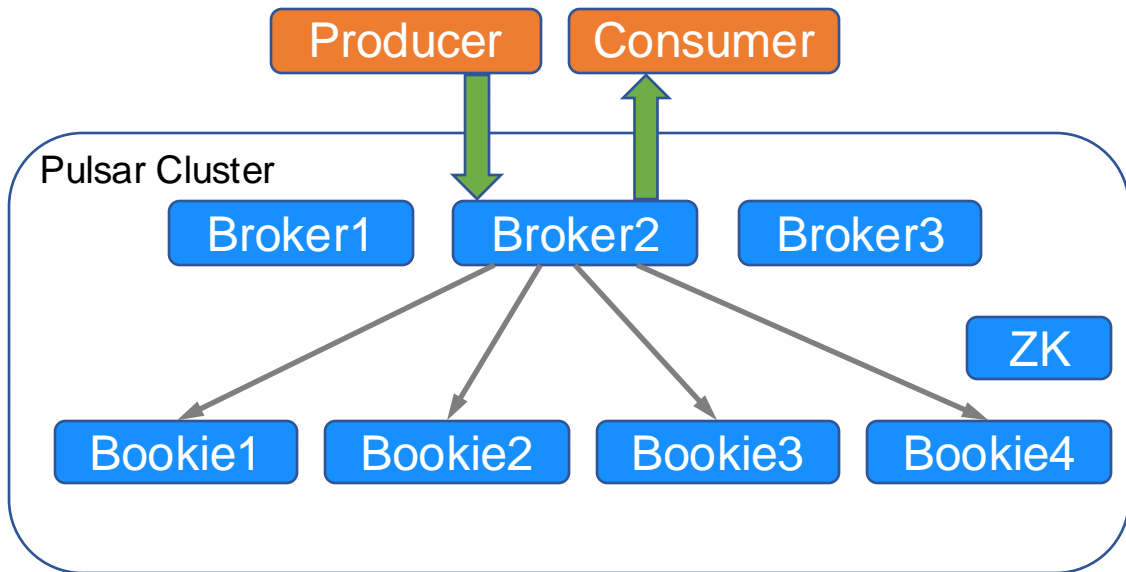 Producer
Consumer
Pulsar Cluster
Broker1
Broker2
Broker3
ZK
Bookie1
Bookie2
Bookie3
Bookie4